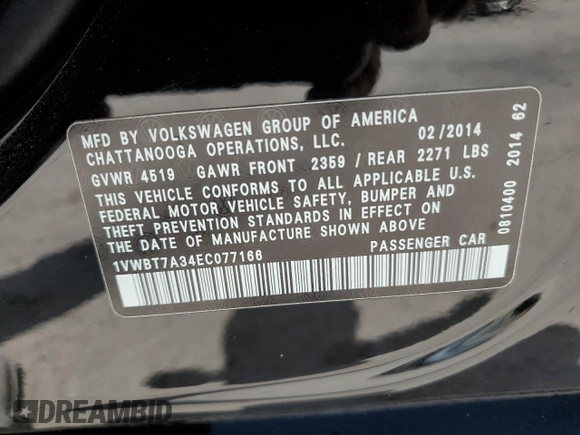 MFD BY VOLKSWAGEN GROUP OF AMERICA
CHATTANOOGA OPERATIONS, LLC. 02/2014
GVWR 4519 GAWR FRONT 2359 / REAR 2271 LBS
THIS VEHICLE CONFORMS TO ALL APPLICABLE U.S.
FEDERAL MOTOR VEHICLE SAFETY, BUMPER AND
THEFT PREVENTION STANDARDS IN EFFECT ON
THE DATE OF MANUFACTURE SHOWN ABOVE
1VWBT7A34EC077166 PASSENGER CAR
0810400 2014 62
DREAMBID